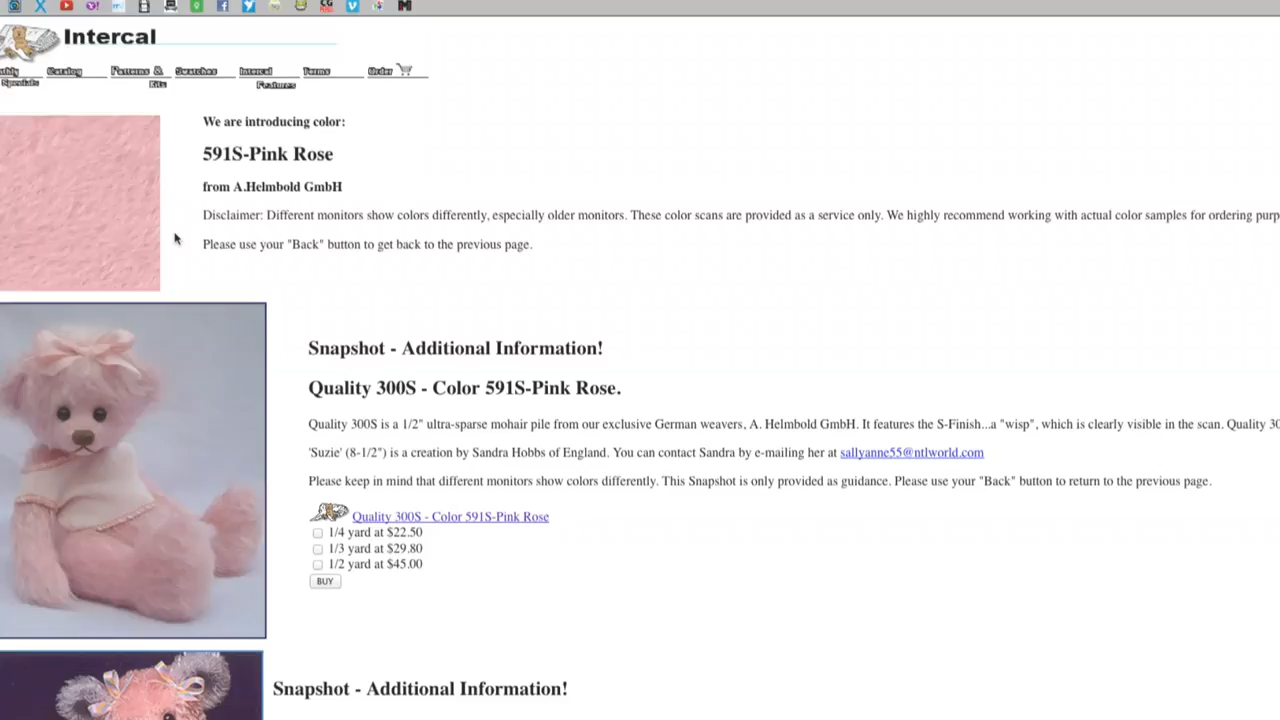 Intercal
Catalog
Patterns &
Kits
Swatches
Intercal
Features
Terms
Order
Specials
We are introducing color:
591S-Pink Rose
from A.Helmbold GmbH
Disclaimer: Different monitors show colors differently, especially older monitors. These color scans are provided as a service only. We highly recommend working with actual color samples for ordering purp
Please use your "Back" button to get back to the previous page.
Snapshot - Additional Information!
Quality 300S - Color 591S-Pink Rose.
Quality 300S is a 1/2" ultra-sparse mohair pile from our exclusive German weavers, A. Helmbold GmbH. It features the S-Finish...a "wisp", which is clearly visible in the scan. Quality 30
'Suzie' (8-1/2") is a creation by Sandra Hobbs of England. You can contact Sandra by e-mailing her at sallyanne55@ntlworld.com
Please keep in mind that different monitors show colors differently. This Snapshot is only provided as guidance. Please use your "Back" button to return to the previous page.
Quality 300S - Color 591S-Pink Rose
1/4 yard at $22.50
1/3 yard at $29.80
1/2 yard at $45.00
BUY
Snapshot - Additional Information!